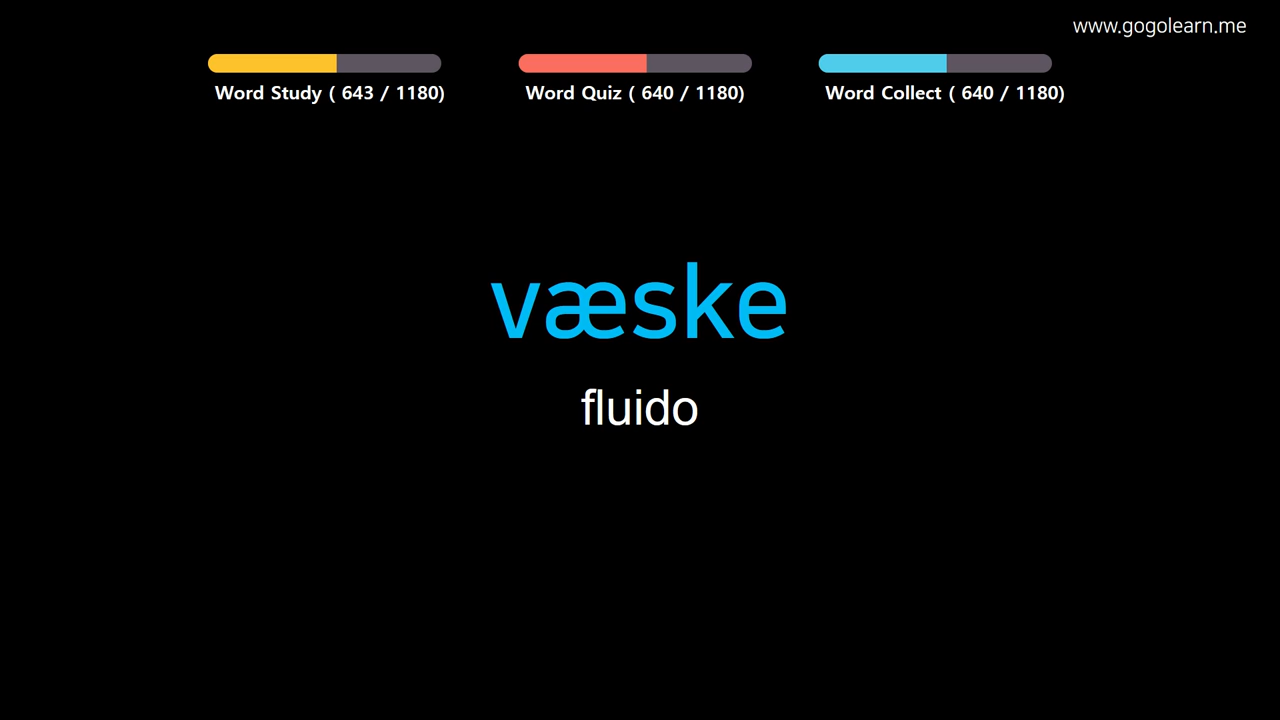 www.gogolearn.me
Word Study ( 643 / 1180)
Word Quiz ( 640 / 1180)
Word Collect ( 640 / 1180)
væske
fluido